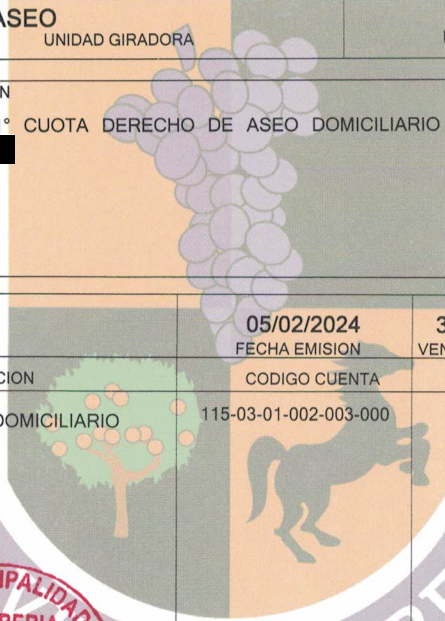 ASEO
UNIDAD GIRADORA
CUOTA DERECHO DE ASEO DOMICILIARIO
05/02/2024
FECHA EMISION
CODIGO CUENTA
DOMICILIARIO
115-03-01-002-003-000